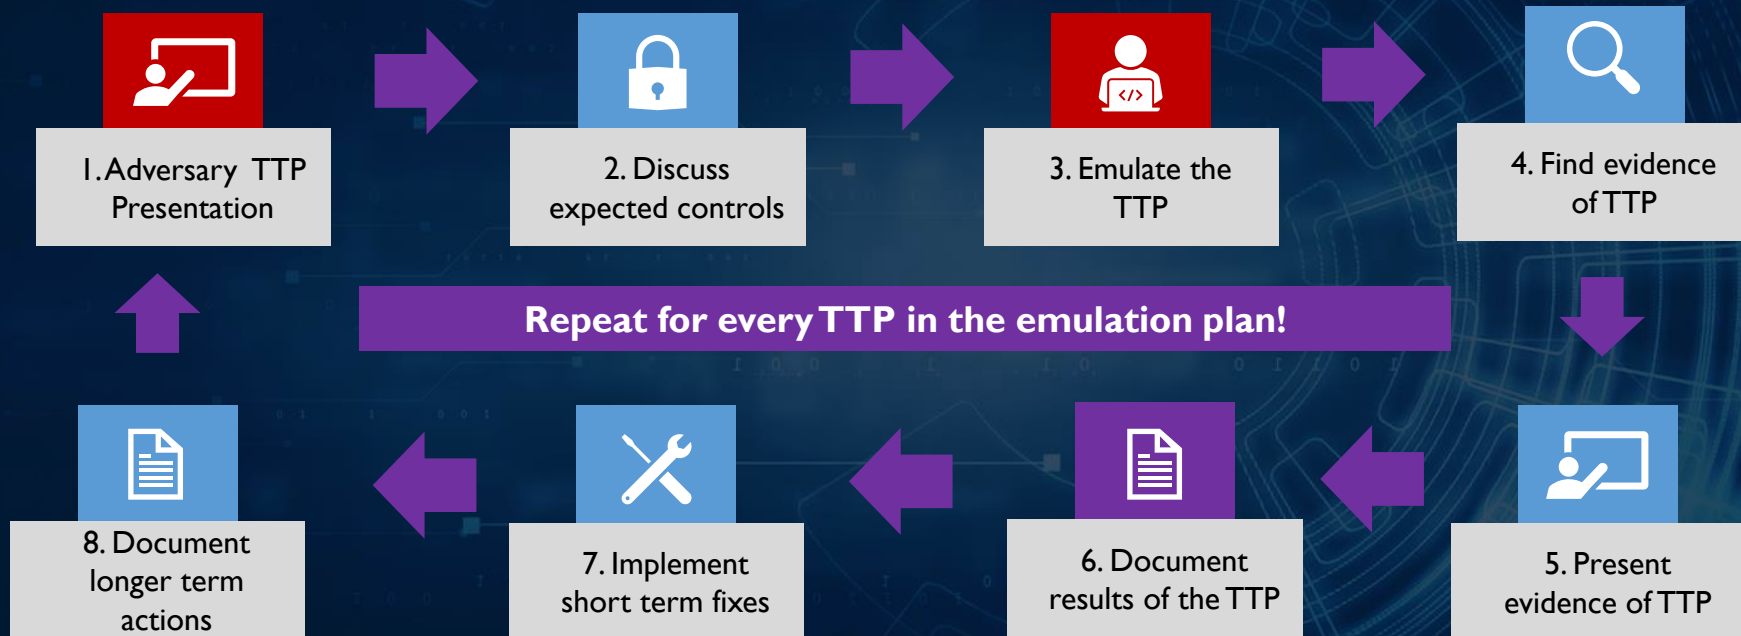 1. Adversary TTP
Presentation
2. Discuss
expected controls
3. Emulate the
TTP
4. Find evidence
of TTP
Repeat for every TTP in the emulation plan!
8. Document
longer term
actions
7. Implement
short term fixes
6. Document
results of the TTP
5. Present
evidence of TTP